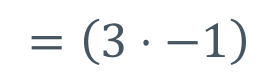 = (3 · −1)